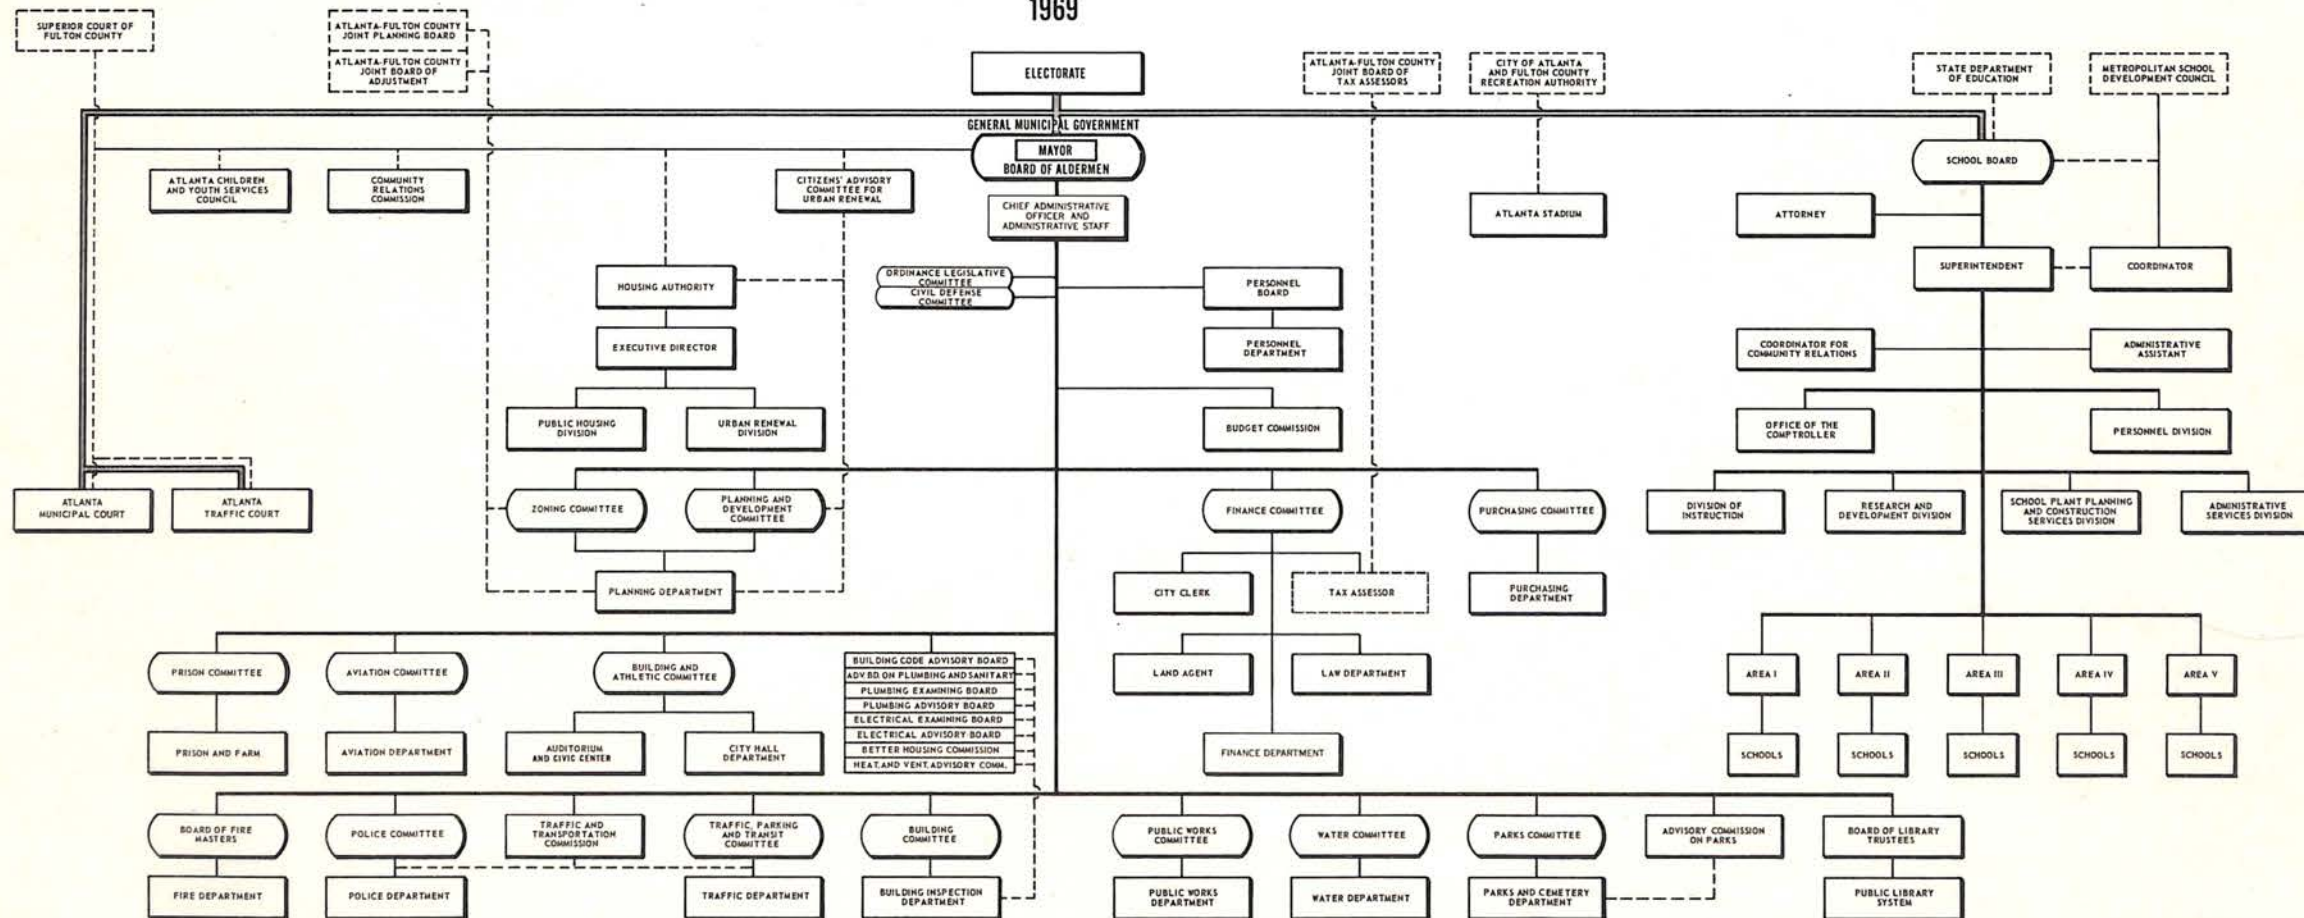 1969
SUPERIOR COURT OF
FULTON COUNTY
ATLANTA-FULTON COUNTY
JOINT PLANNING BOARD
ATLANTA-FULTON COUNTY
JOINT BOARD OF
ADJUSTMENT
ELECTORATE
ATLANTA-FULTON COUNTY
JOINT BOARD OF
TAX ASSESSORS
CITY OF ATLANTA
AND FULTON COUNTY
RECREATION AUTHORITY
STATE DEPARTMENT
OF EDUCATION
METROPOLITAN SCHOOL
DEVELOPMENT COUNCIL
GENERAL MUNICIPAL GOVERNMENT
MAYOR
BOARD OF ALDERMEN
SCHOOL BOARD
ATLANTA CHILDREN
AND YOUTH SERVICES
COUNCIL
COMMUNITY
RELATIONS
COMMISSION
CITIZENS' ADVISORY
COMMITTEE FOR
URBAN RENEWAL
CHIEF ADMINISTRATIVE
OFFICER AND
ADMINISTRATIVE STAFF
ATLANTA STADIUM
ATTORNEY
HOUSING AUTHORITY
ORDINANCE LEGISLATIVE
COMMITTEE
CIVIL DEFENSE
COMMITTEE
PERSONNEL
BOARD
SUPERINTENDENT
COORDINATOR
EXECUTIVE DIRECTOR
PERSONNEL
DEPARTMENT
COORDINATOR FOR
COMMUNITY RELATIONS
ADMINISTRATIVE
ASSISTANT
PUBLIC HOUSING
DIVISION
URBAN RENEWAL
DIVISION
BUDGET COMMISSION
OFFICE OF THE
COMPTROLLER
PERSONNEL DIVISION
ATLANTA
MUNICIPAL COURT
ATLANTA
TRAFFIC COURT
ZONING COMMITTEE
PLANNING AND
DEVELOPMENT
COMMITTEE
FINANCE COMMITTEE
PURCHASING COMMITTEE
DIVISION OF
INSTRUCTION
RESEARCH AND
DEVELOPMENT DIVISION
SCHOOL PLANT PLANNING
AND CONSTRUCTION
SERVICES DIVISION
ADMINISTRATIVE
SERVICES DIVISION
PLANNING DEPARTMENT
CITY CLERK
TAX ASSESSOR
PURCHASING
DEPARTMENT
PRISON COMMITTEE
AVIATION COMMITTEE
BUILDING AND
ATHLETIC COMMITTEE
BUILDING CODE ADVISORY BOARD
ADV. BD. ON PLUMBING AND SANITARY
PLUMBING EXAMINING BOARD
PLUMBING ADVISORY BOARD
ELECTRICAL EXAMINING BOARD
ELECTRICAL ADVISORY BOARD
BETTER HOUSING COMMISSION
HEAT. AND VENT. ADVISORY COMM.
LAND AGENT
LAW DEPARTMENT
AREA I
AREA II
AREA III
AREA IV
AREA V
PRISON AND FARM
AVIATION DEPARTMENT
AUDITORIUM
AND CIVIC CENTER
CITY HALL
DEPARTMENT
FINANCE DEPARTMENT
SCHOOLS
SCHOOLS
SCHOOLS
SCHOOLS
SCHOOLS
BOARD OF FIRE
MASTERS
POLICE COMMITTEE
TRAFFIC AND
TRANSPORTATION
COMMISSION
TRAFFIC, PARKING
AND TRANSIT
COMMITTEE
BUILDING
COMMITTEE
PUBLIC WORKS
COMMITTEE
WATER COMMITTEE
PARKS COMMITTEE
ADVISORY COMMISSION
ON PARKS
BOARD OF LIBRARY
TRUSTEES
FIRE DEPARTMENT
POLICE DEPARTMENT
TRAFFIC DEPARTMENT
BUILDING INSPECTION
DEPARTMENT
PUBLIC WORKS
DEPARTMENT
WATER DEPARTMENT
PARKS AND CEMETERY
DEPARTMENT
PUBLIC LIBRARY
SYSTEM